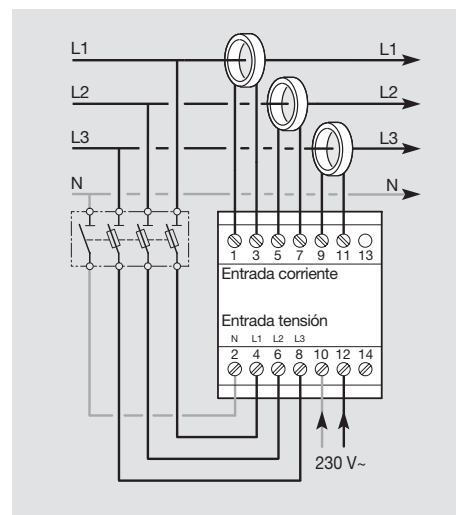 L1 L1
L2 L2
L3 L3
N N
1 3 5 7 9 11 13
Entrada corriente
Entrada tensión
N L1 L2 L3
2 4 6 8 10 12 14
230 V~